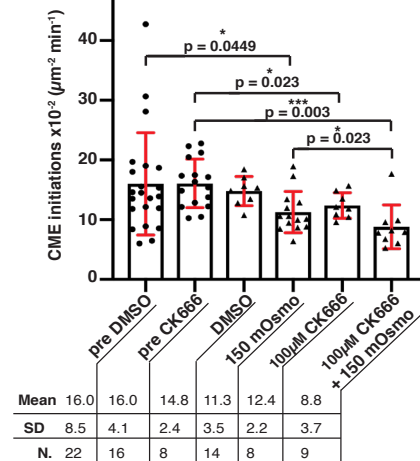 CME initiations x10⁻² (µm⁻² min⁻¹)
40
30
20
10
0
*
p = 0.0449
*
p = 0.023
***
p = 0.003
*
p = 0.023
pre DMSO
pre CK666
DMSO
150 mOsmo
100µM CK666
100µM CK666
+ 150 mOsmo
Mean 16.0 16.0 14.8 11.3 12.4 8.8
SD 8.5 4.1 2.4 3.5 2.2 3.7
N. 22 16 8 14 8 9